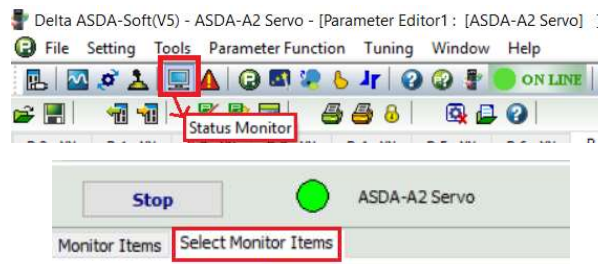 Delta ASDA-Soft(V5) - ASDA-A2 Servo - [Parameter Editor1 : [ASDA-A2 Servo]
File Setting Tools Parameter Function Tuning Window Help
ON LINE
Status Monitor
Stop ASDA-A2 Servo
Monitor Items Select Monitor Items